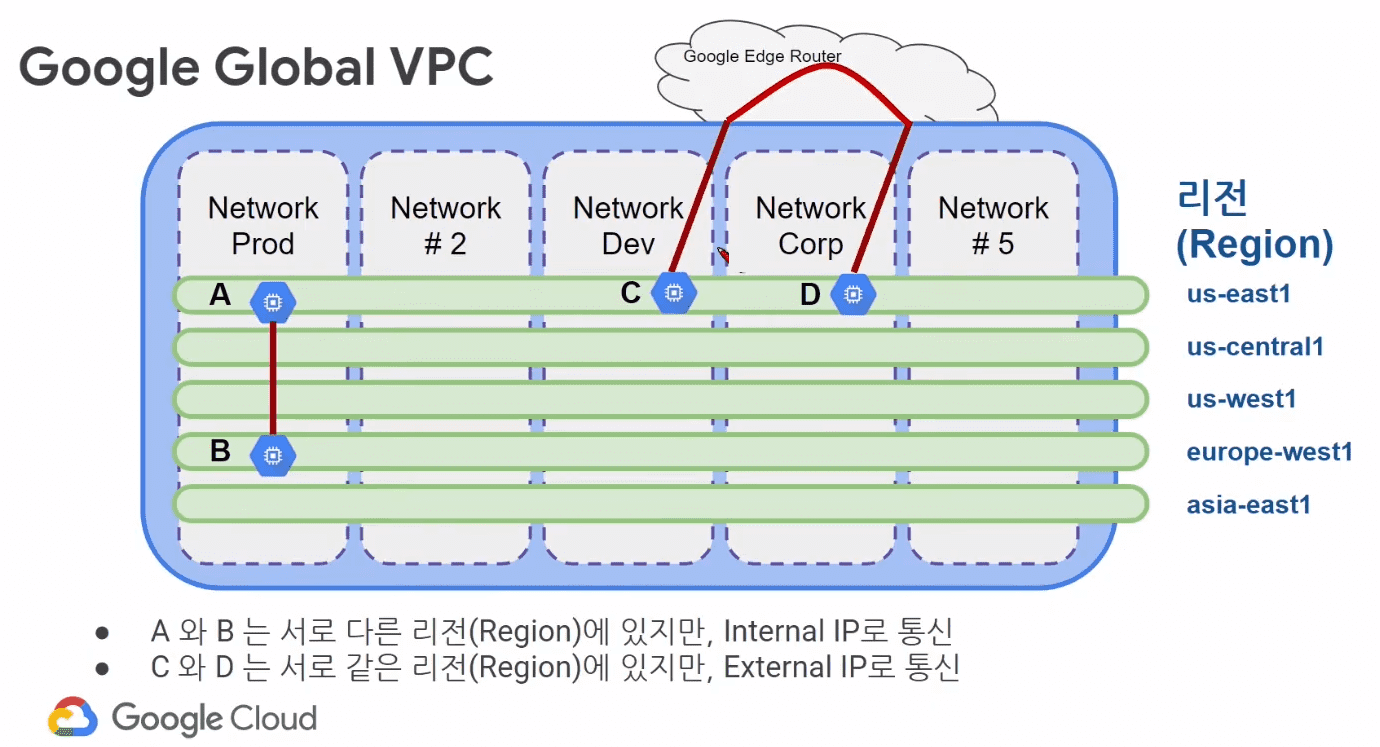 Google Global VPC
Google Edge Router
Network
Prod
Network
# 2
Network
Dev
Network
Corp
Network
# 5
리전
(Region)
A
C
D
us-east1
us-central1
us-west1
B
europe-west1
asia-east1
● A 와 B 는 서로 다른 리전(Region)에 있지만, Internal IP로 통신
● C 와 D 는 서로 같은 리전(Region)에 있지만, External IP로 통신
Google Cloud